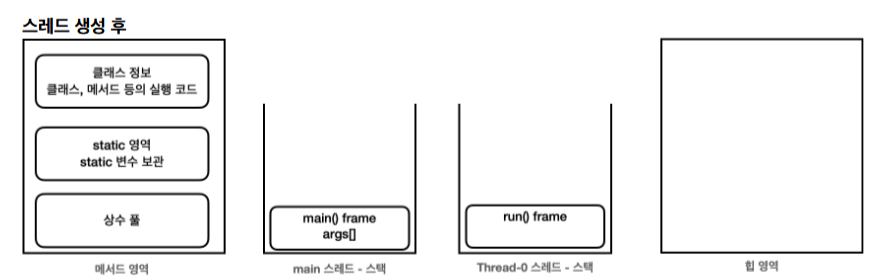 스레드 생성 후
클래스 정보
클래스, 메서드 등의 실행 코드
static 영역
static 변수 보관
상수 풀
메서드 영역
main() frame
args[]
main 스레드 - 스택
run() frame
Thread-0 스레드 - 스택
힙 영역